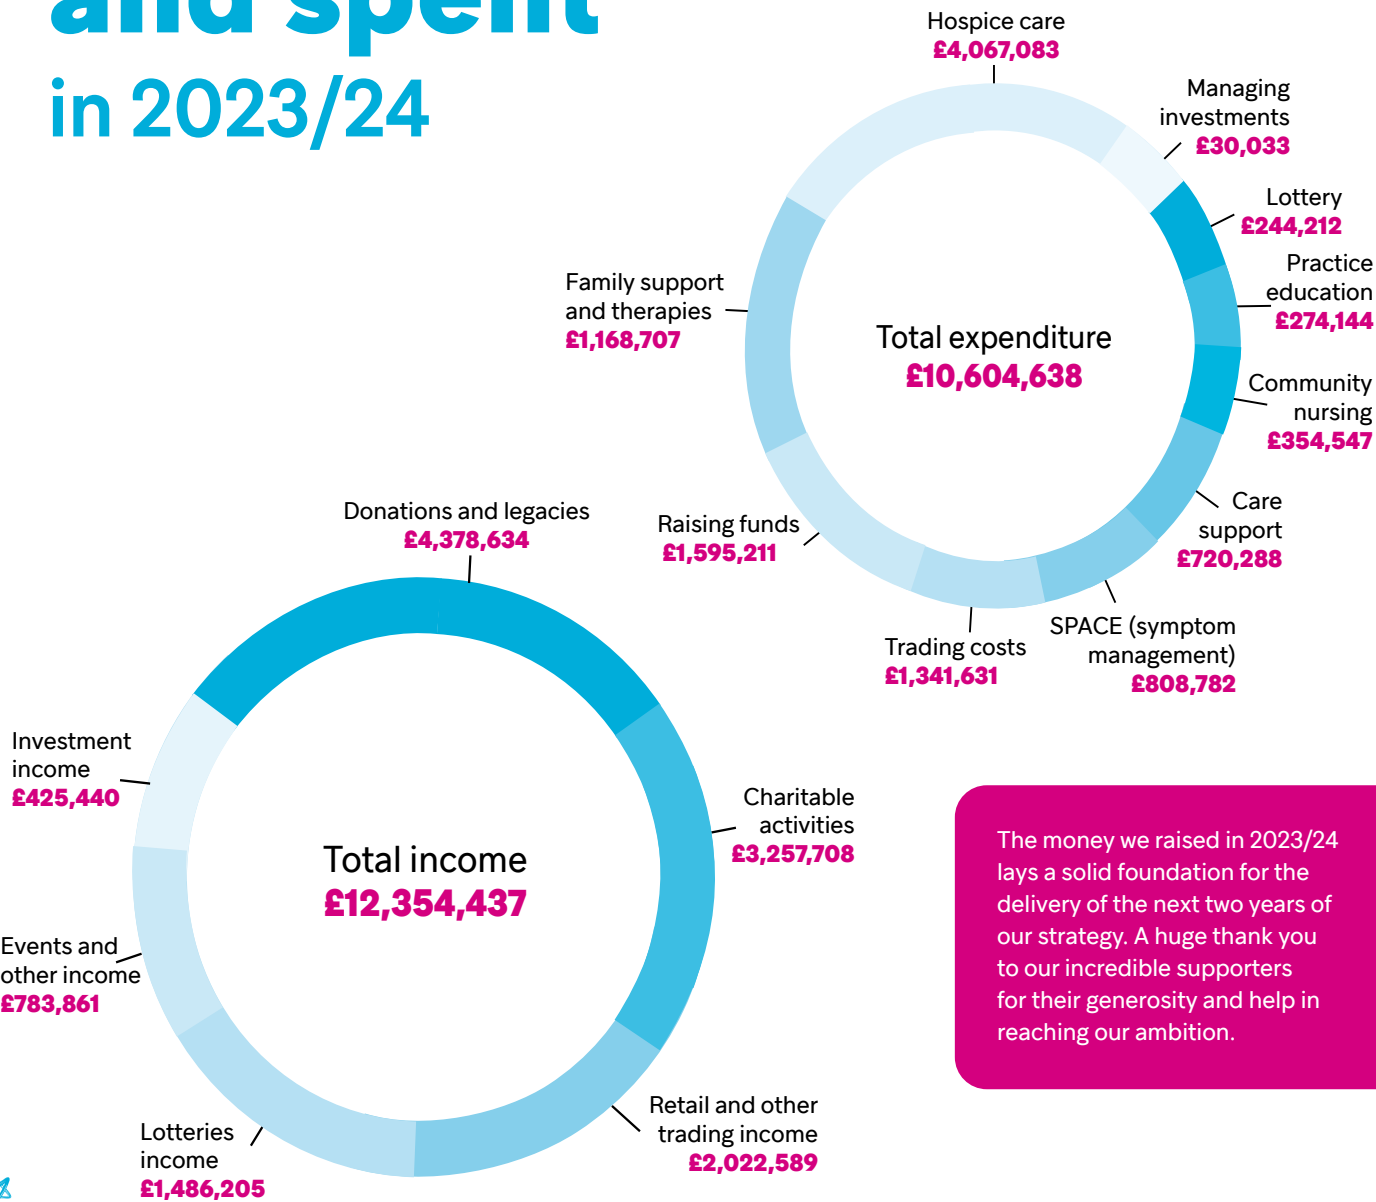 and spent
in 2023/24
Hospice care
£4,067,083
Managing
investments
£30,033
Lottery
£244,212
Practice
education
£274,144
Community
nursing
£354,547
Care
support
£720,288
SPACE (symptom
management)
£808,782
Trading costs
£1,341,631
Raising funds
£1,595,211
Family support
and therapies
£1,168,707
Total expenditure
£10,604,638
Donations and legacies
£4,378,634
Charitable
activities
£3,257,708
Retail and other
trading income
£2,022,589
Lotteries
income
£1,486,205
Events and
other income
£783,861
Investment
income
£425,440
Total income
£12,354,437
The money we raised in 2023/24
lays a solid foundation for the
delivery of the next two years of
our strategy. A huge thank you
to our incredible supporters
for their generosity and help in
reaching our ambition.